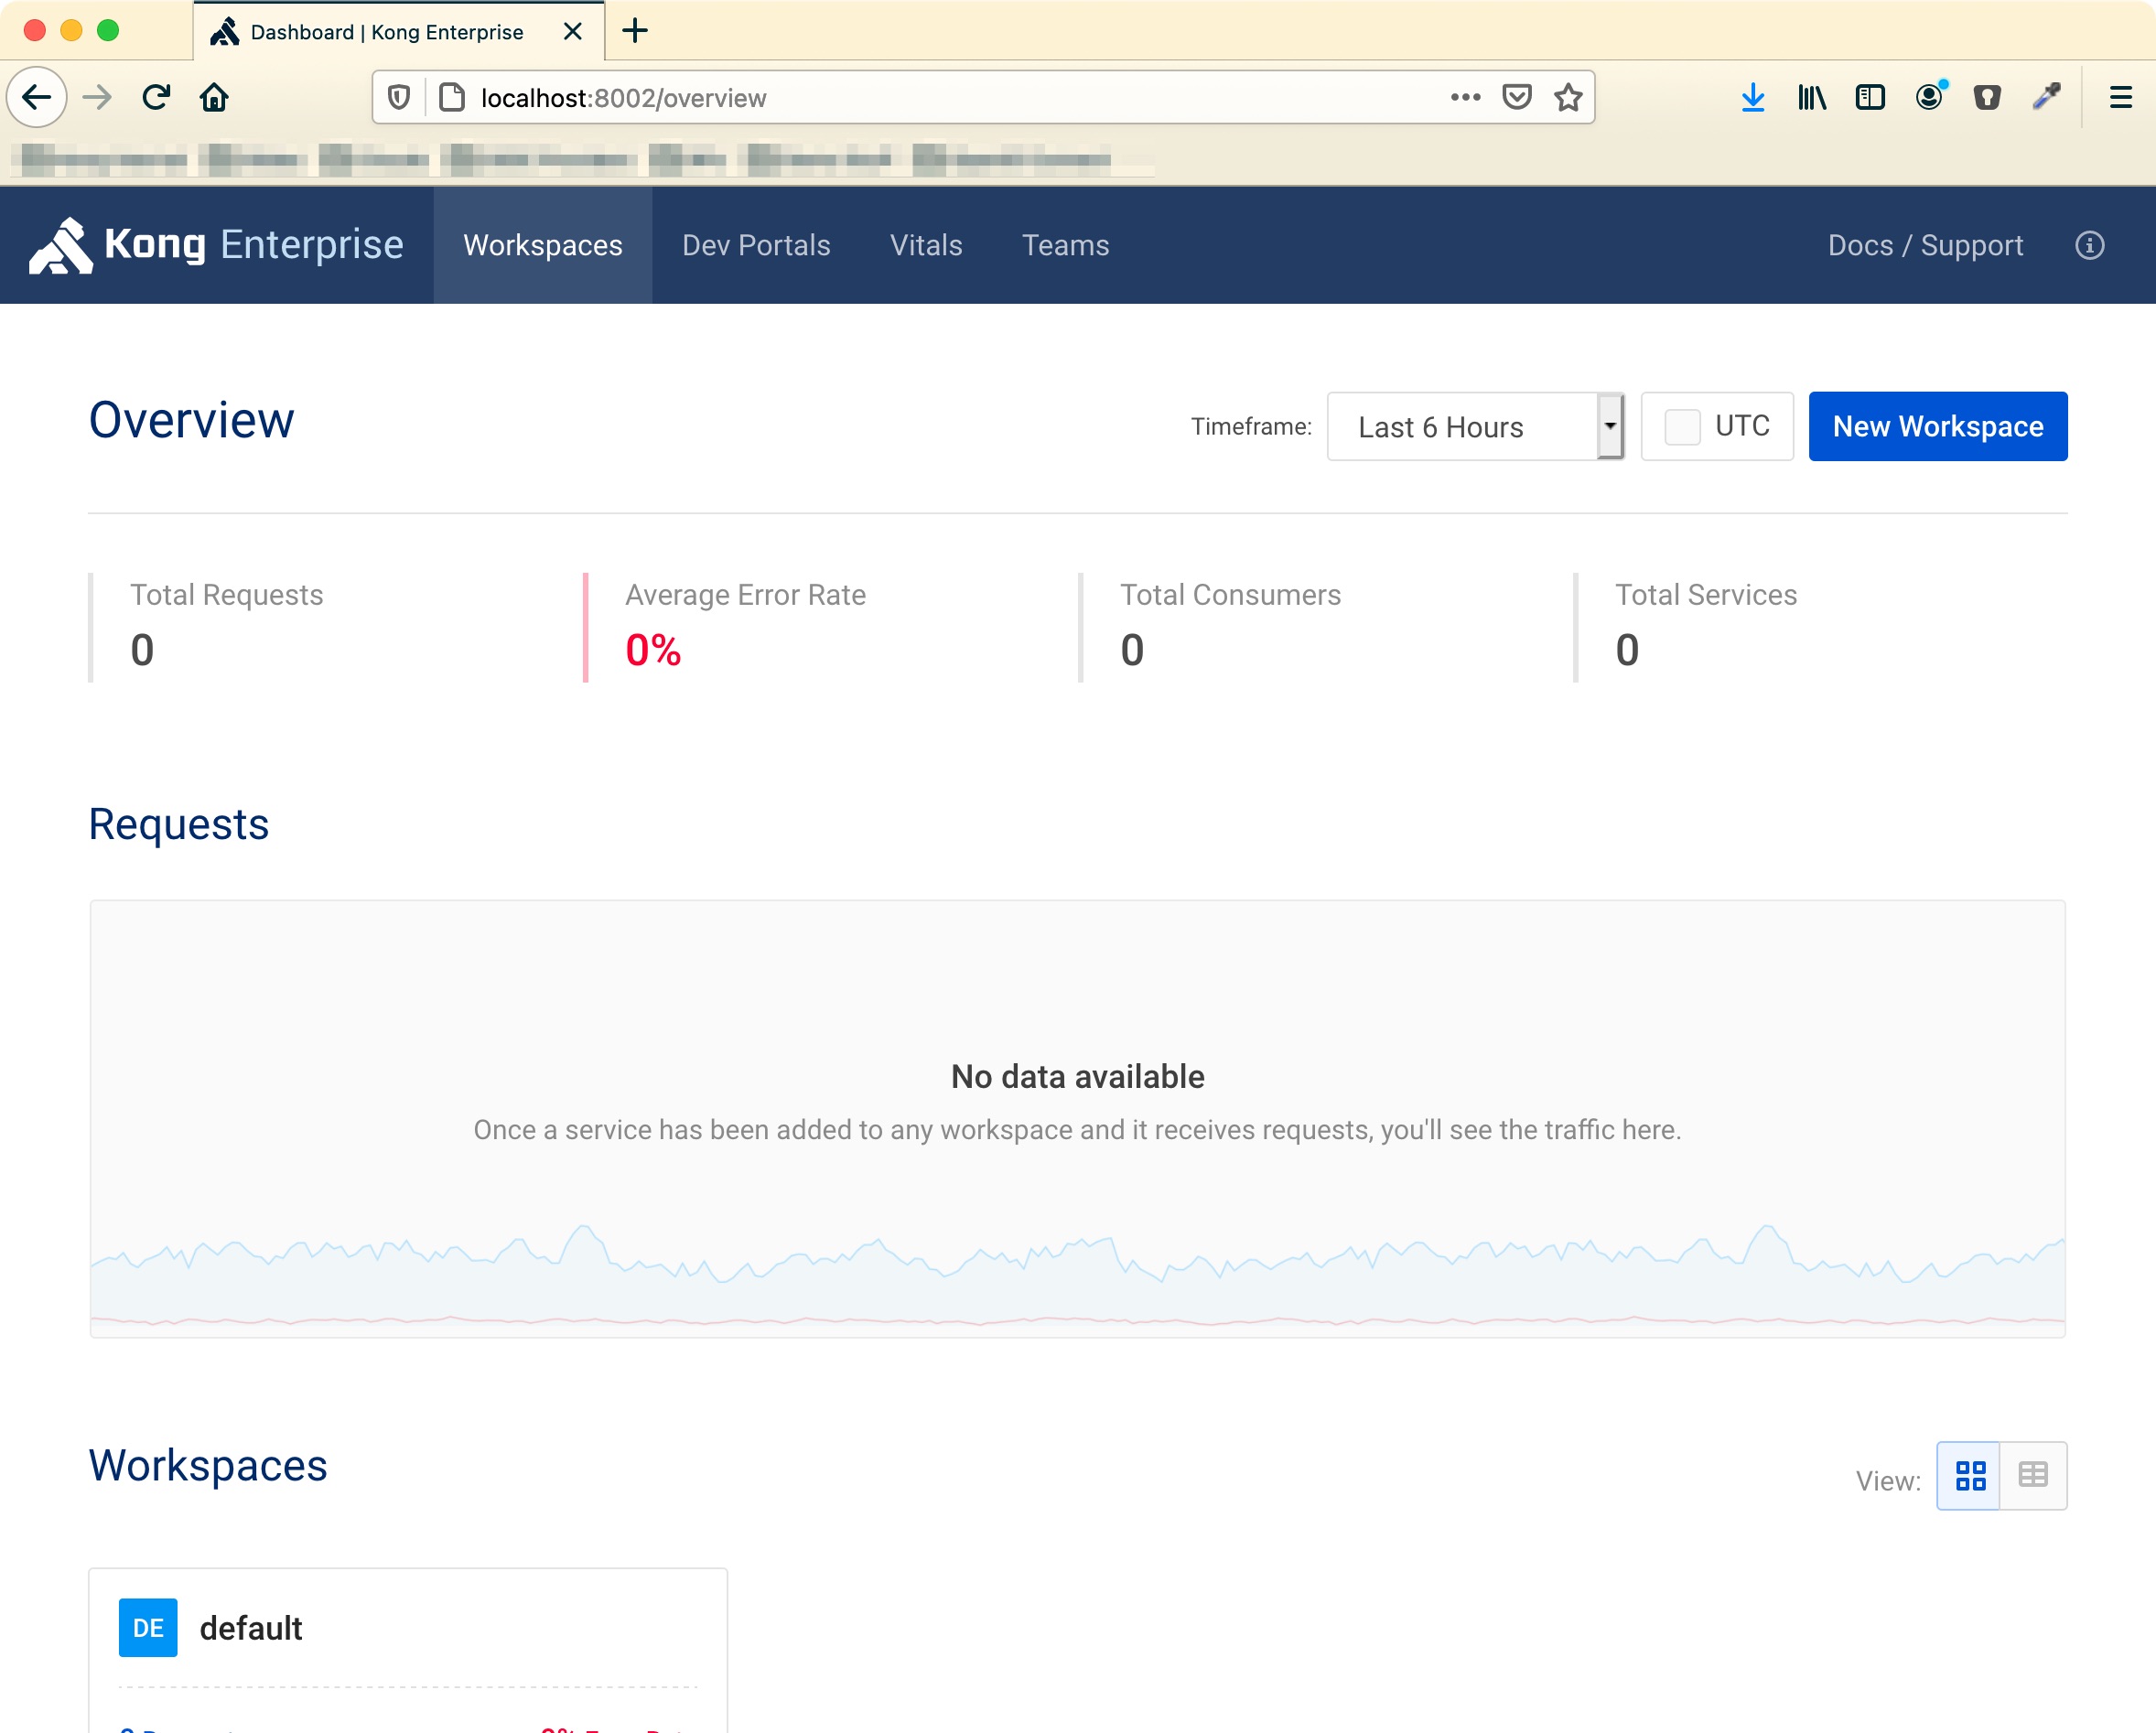 Dashboard | Kong Enterprise
localhost:8002/overview
Kong Enterprise
Workspaces
Dev Portals
Vitals
Teams
Docs / Support
Overview
Timeframe:
Last 6 Hours
UTC
New Workspace
Total Requests
0
Average Error Rate
0%
Total Consumers
0
Total Services
0
Requests
No data available
Once a service has been added to any workspace and it receives requests, you'll see the traffic here.
Workspaces
View:
DE
default